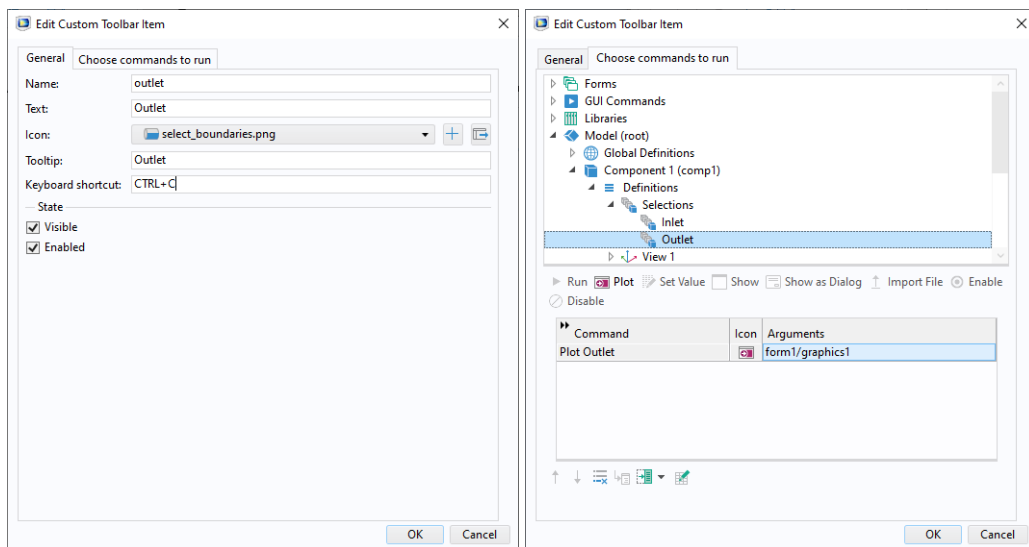 Edit Custom Toolbar Item
General Choose commands to run
Name: outlet
Text: Outlet
Icon: select_boundaries.png
Tooltip: Outlet
Keyboard shortcut: CTRL+C
State
Visible
Enabled
OK Cancel
Edit Custom Toolbar Item
General Choose commands to run
Forms
GUI Commands
Libraries
Model (root)
Global Definitions
Component 1 (comp1)
Definitions
Selections
Inlet
Outlet
View 1
Run Plot Set Value Show Show as Dialog Import File Enable
Disable
Command Icon Arguments
Plot Outlet form1/graphics1
OK Cancel